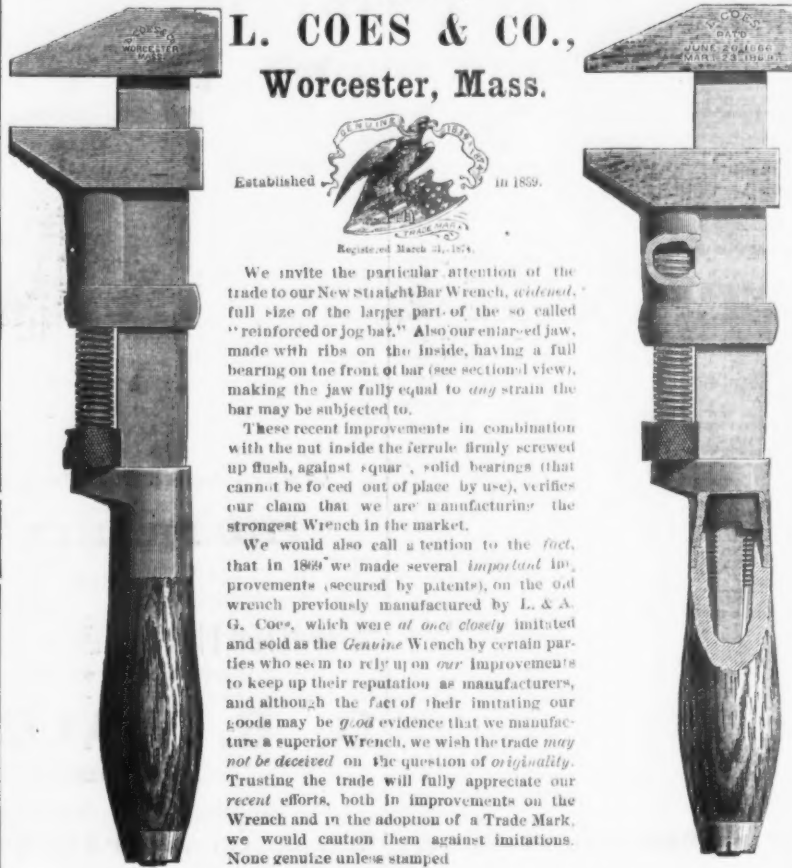 L. COES & CO.,
Worcester, Mass.
GENUINE
Established in 1839.
TRADE MARK
Registered March 31, 1874.
We invite the particular attention of the
trade to our New Straight Bar Wrench, widened,
full size of the larger part of the so called
"reinforced or jog bar." Also our enlarged jaw,
made with ribs on the inside, having a full
bearing on the front of bar (see sectional view),
making the jaw fully equal to any strain the
bar may be subjected to.
These recent improvements in combination
with the nut inside the ferrule firmly screwed
up flush, against squar , solid bearings (that
cannot be fo ced out of place by use), verifies
our claim that we are manufacturing the
strongest Wrench in the market.
We would also call a tention to the fact,
that in 1869 we made several important im-
provements (secured by patents), on the old
wrench previously manufactured by L. & A.
G. Coes, which were at once closely imitated
and sold as the Genuine Wrench by certain par-
ties who seem to rely upon our improvements
to keep up their reputation as manufacturers,
and although the fact of their imitating our
goods may be good evidence that we manufac-
ture a superior Wrench, we wish the trade may
not be deceived on the question of originality.
Trusting the trade will fully appreciate our
recent efforts, both in improvements on the
Wrench and in the adoption of a Trade Mark,
we would caution them against imitations.
None genuine unless stamped
WORCESTER
MASS.
L. COES
PAT'D
JUNE 26 1866
MAR. 23 1869